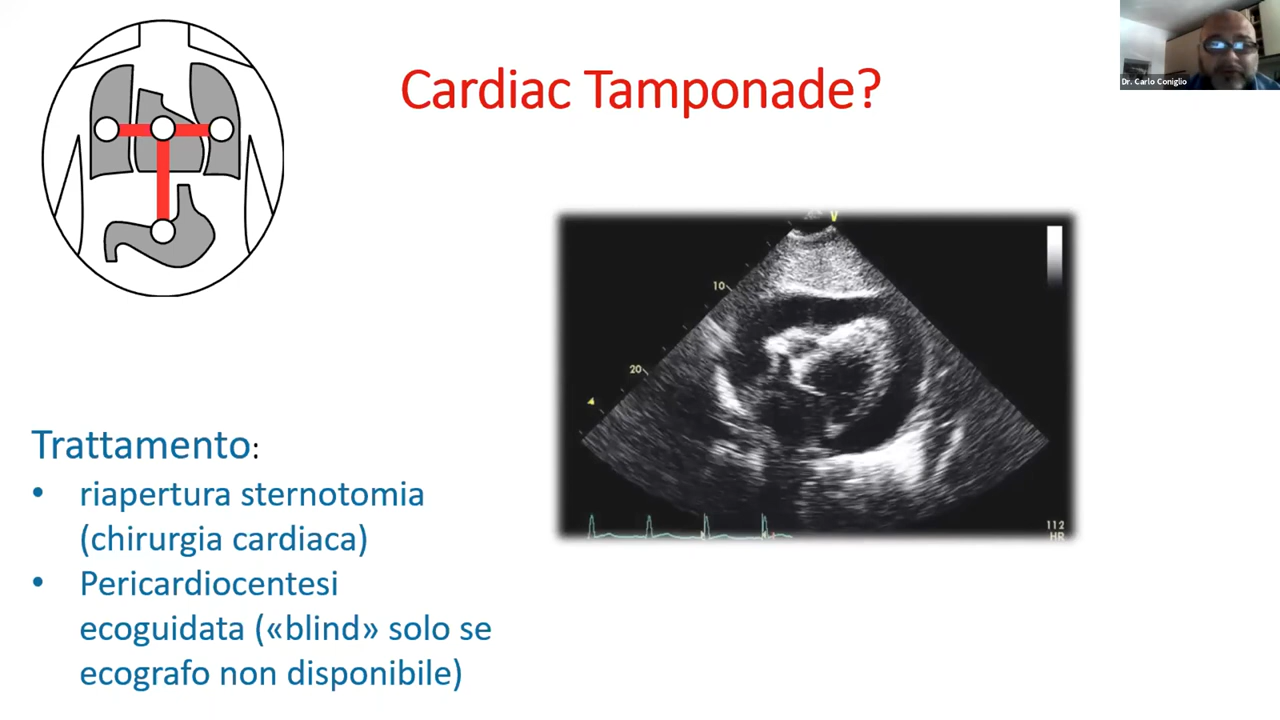 Cardiac Tamponade?
Dr. Carlo Coniglio
V
10
20
112
HR
Trattamento:
• riapertura sternotomia
(chirurgia cardiaca)
• Pericardiocentesi
ecoguidata («blind» solo se
ecografo non disponibile)